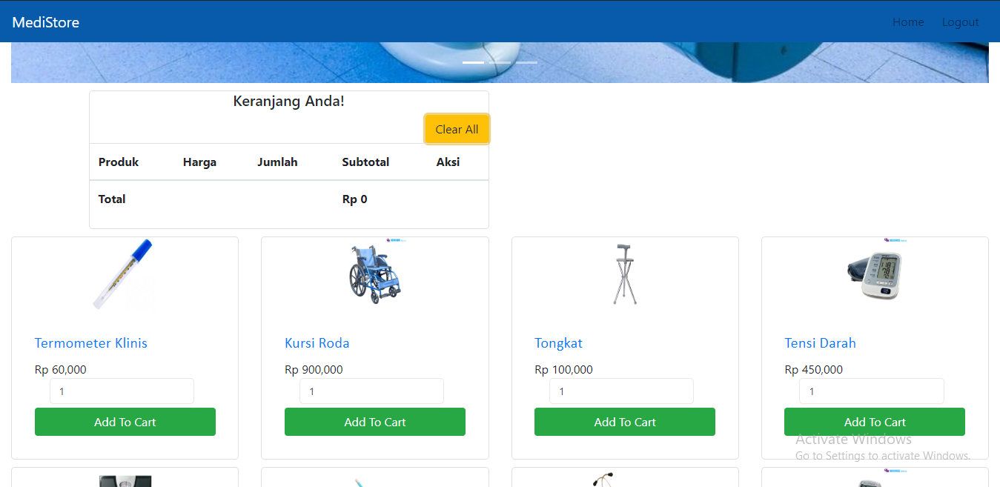 MediStore Home Logout
Keranjang Anda!
Clear All
Produk Harga Jumlah Subtotal Aksi
Total Rp 0
Termometer Klinis Kursi Roda Tongkat Tensi Darah
Rp 60,000 Rp 900,000 Rp 100,000 Rp 450,000
1 1 1 1
Add To Cart Add To Cart Add To Cart Add To Cart
Activate Windows
Go to Settings to activate Windows.